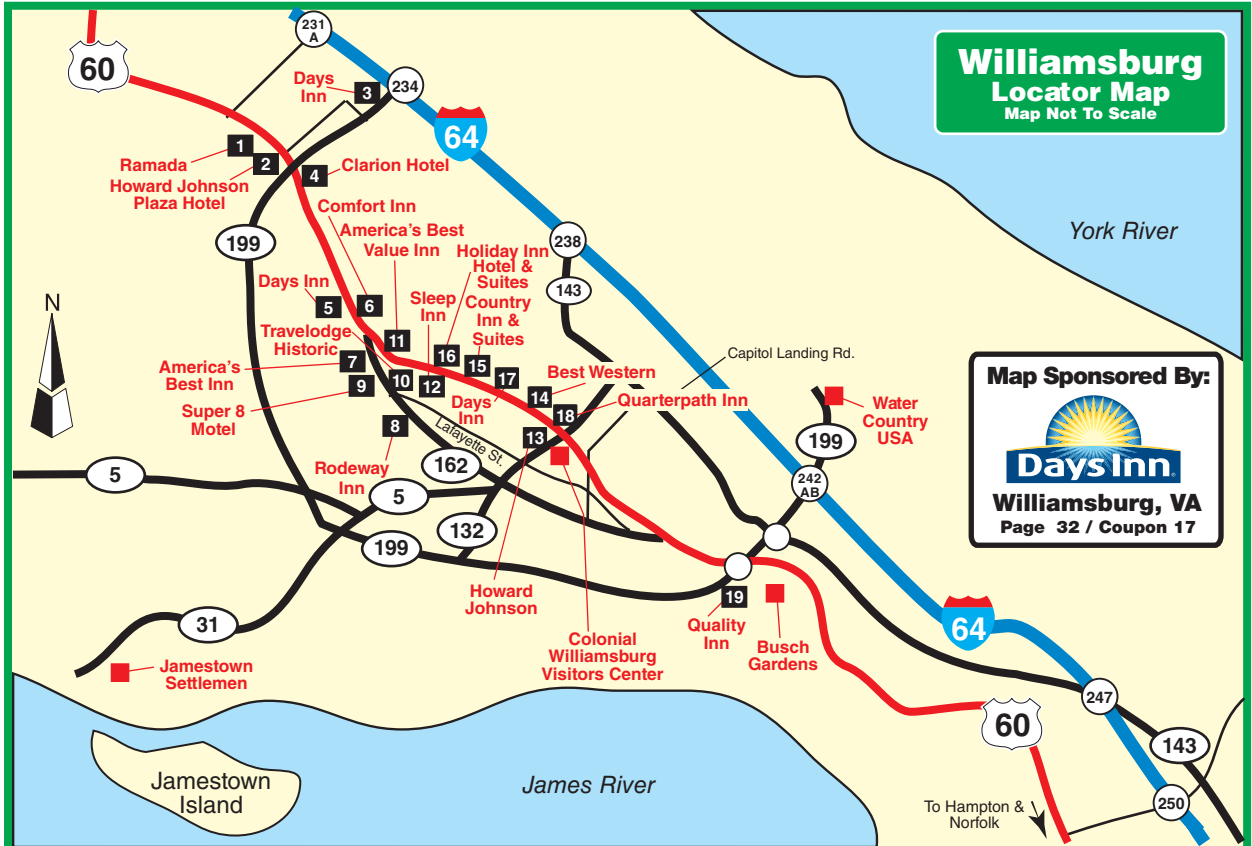 Williamsburg
Locator Map
Map Not To Scale
60
231
A
234
Days
Inn
3
64
1
Ramada
2
Howard Johnson
Plaza Hotel
4
Clarion Hotel
199
Comfort Inn
America's Best
Value Inn
Holiday Inn
Hotel &
Suites
238
143
York River
N
Days Inn
5
6
Sleep
Inn
Country
Inn &
Suites
Travelodge
Historic
11
16
15
Capitol Landing Rd.
America's
Best Inn
7
9
10
12
17
14
Best Western
Super 8
Motel
8
Days
Inn
18
Quarterpath Inn
13
Lafayette St.
Water
Country
USA
199
Map Sponsored By:
Days Inn®
Williamsburg, VA
Page 32 / Coupon 17
5
Rodeway
Inn
162
5
242
AB
132
199
Howard
Johnson
19
Quality
Inn
Busch
Gardens
31
64
Colonial
Williamsburg
Visitors Center
Jamestown
Settlemen
247
60
143
Jamestown
Island
James River
To Hampton &
Norfolk
250